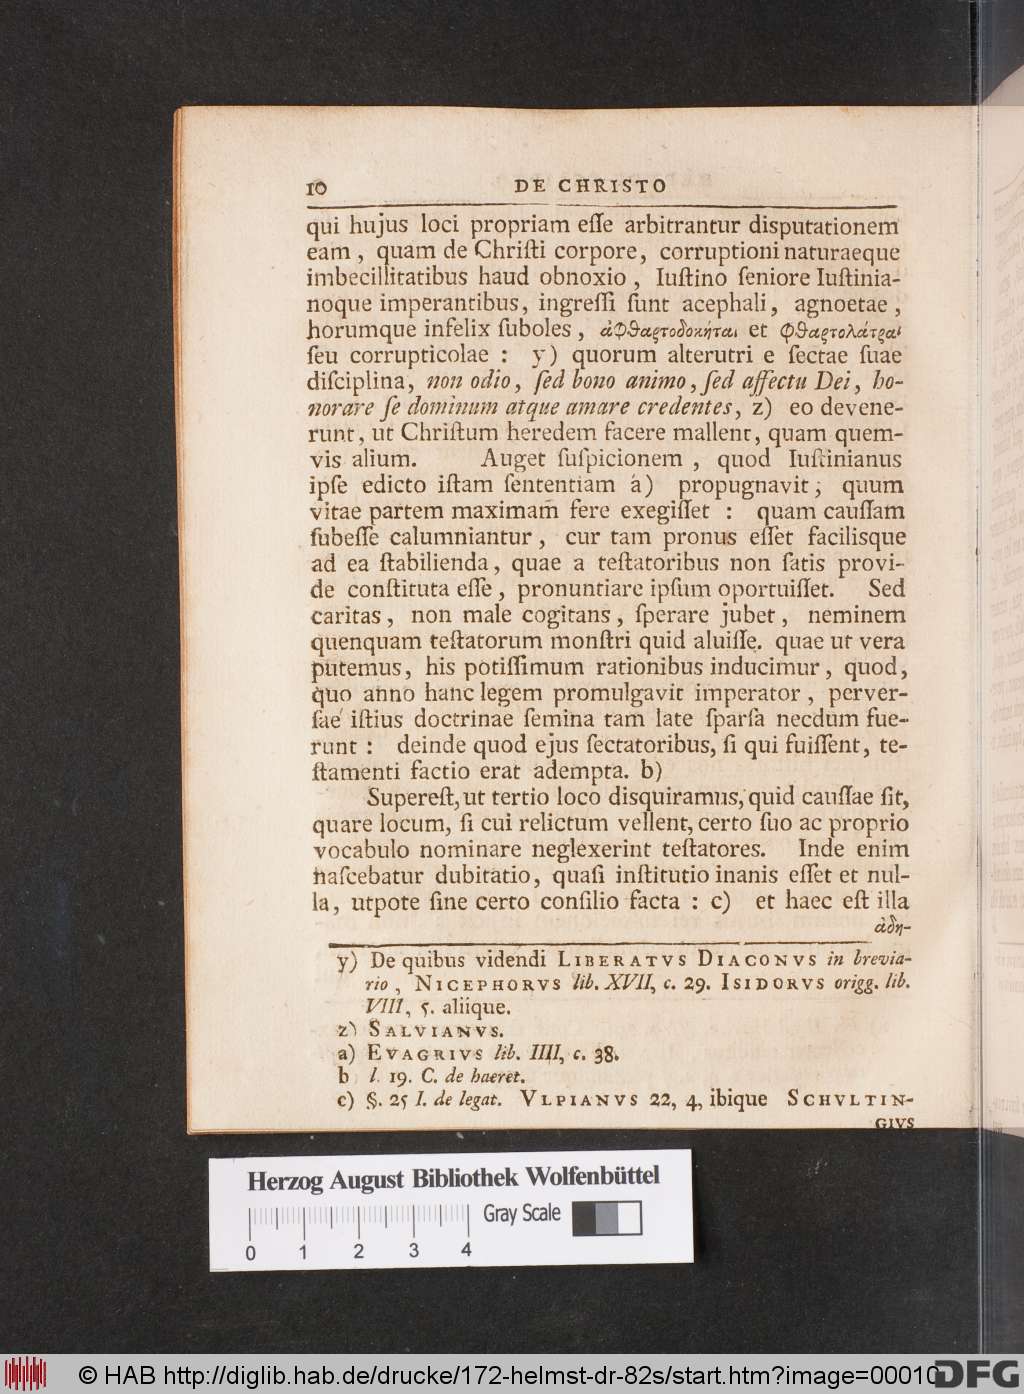 10 DE CHRISTO
qui hujus loci propriam eſſe arbitrantur disputationem
eam , quam de Chriſti corpore, corruptioni naturaeque
imbecillitatibus haud obnoxio , Iuſtino ſeniore Iuſtinia-
noque imperantibus, ingreſſi ſunt acephali, agnoetae ,
horumque infelix ſuboles , ἀφθαρτοδοκήται et φθαρτολάτραι
ſeu corrupticolae : y) quorum alterutri e ſectae ſuae
diſciplina, non odio, ſed bono animo, ſed affectu Dei, ho-
norare ſe dominum atque amare credentes, z) eo devene-
runt, ut Chriſtum heredem facere mallent, quam quem-
vis alium. Auget ſuſpicionem , quod Iuſtinianus
ipſe edicto iſtam ſententiam a) propugnavit, quum
vitae partem maximam fere exegiſſet : quam cauſſam
ſubeſſe calumniantur , cur tam pronus eſſet facilisque
ad ea ſtabilienda, quae a teſtatoribus non ſatis provi-
de conſtituta eſſe , pronuntiare ipſum oportuiſſet. Sed
caritas, non male cogitans, ſperare jubet, neminem
quenquam teſtatorum monſtri quid aluiſſe. quae ut vera
putemus, his potiſſimum rationibus inducimur, quod,
quo anno hanc legem promulgavit imperator , perver-
ſae iſtius doctrinae ſemina tam late ſparſa necdum fue-
runt : deinde quod ejus ſectatoribus, ſi qui fuiſſent, te-
ſtamenti factio erat adempta. b)
Supereſt, ut tertio loco disquiramus, quid cauſſae ſit,
quare locum, ſi cui relictum vellent, certo ſuo ac proprio
vocabulo nominare neglexerint teſtatores. Inde enim
naſcebatur dubitatio, quaſi inſtitutio inanis eſſet et nul-
la, utpote ſine certo conſilio facta : c) et haec eſt illa
ἀδη-
y) De quibus videndi LIBERATVS DIACONVS in brevia-
rio , NICEPHORVS lib. XVII, c. 29. ISIDORVS origg. lib.
VIII, 5. aliique.
z) SALVIANVS.
a) EVAGRIVS lib. IIII, c. 38.
b l. 19. C. de haeret.
c) §. 25 I. de legat. VLPIANVS 22, 4, ibique SCHVLTIN-
GIVS
Herzog August Bibliothek Wolfenbüttel
Gray Scale
0 1 2 3 4
© HAB http://diglib.hab.de/drucke/172-helmst-dr-82s/start.htm?image=00010
DFG